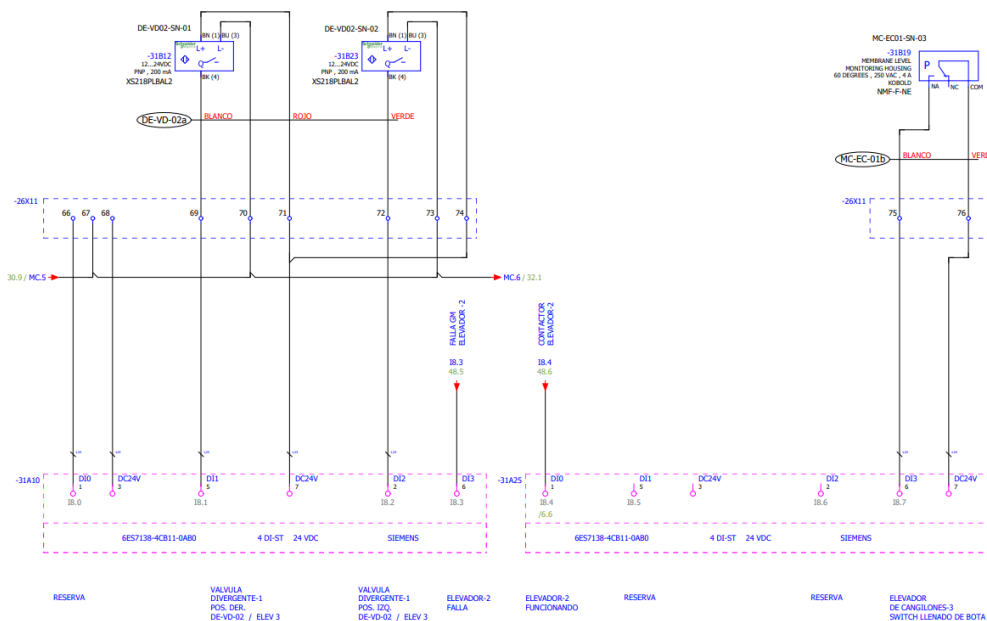 DE-VD02-SN-01
BN (1) BU (3)
L+ L-
-31B12
12...24VDC
PNP , 200 mA
XS218PLBAL2
Q
BK (4)
DE-VD02-SN-02
BN (1) BU (3)
L+ L-
-31B23
12...24VDC
PNP , 200 mA
XS218PLBAL2
Q
BK (4)
MC-EC01-SN-03
-31B19
MEMBRANE LEVEL
MONITORING HOUSING
60 DEGREES , 250 VAC , 4 A
KOBOLD
NMF-F-NE
P
NA NC COM
DE-VD-02a
BLANCO ROJO VERDE
MC-EC-01b
BLANCO
-26X11
66 67 68 69 70 71 72 73 74
-26X11
75 76
30.9 / MC.5
MC.6 / 32.1
FALLA GM
ELEVADOR -2
I8.3
48.5
CONTACTOR
ELEVADOR-2
I8.4
48.6
-31A10
DI0 DC24V DI1 DC24V DI2 DI3
1 3 5 7 2 6
I8.0 I8.1 I8.2 I8.3
6ES7138-4CB11-0AB0 4 DI-ST 24 VDC SIEMENS
-31A25
DI0 DI1 DC24V DI2 DI3 DC24V
1 5 3 2 6 7
I8.4 I8.5 I8.6 I8.7
/6.6
6ES7138-4CB11-0AB0 4 DI-ST 24 VDC SIEMENS
RESERVA
VALVULA
DIVERGENTE-1
POS. DER.
DE-VD-02 / ELEV 3
VALVULA
DIVERGENTE-1
POS. IZQ.
DE-VD-02 / ELEV 3
ELEVADOR-2
FALLA
ELEVADOR-2
FUNCIONANDO
RESERVA
RESERVA
ELEVADOR
DE CANGILONES-3
SWITCH LLENADO DE BOTA